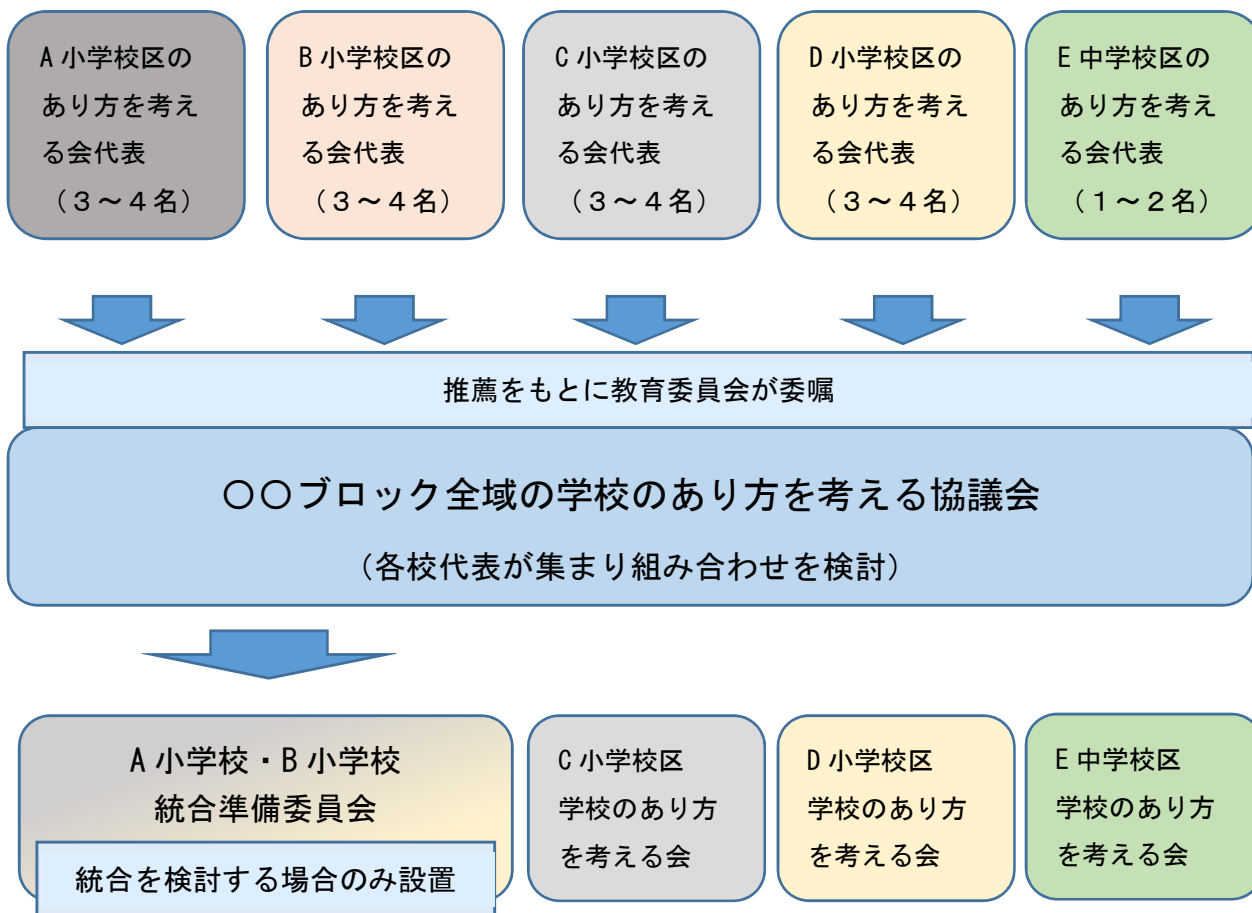 A小学校区の
あり方を考え
る会代表
（３～４名）
B小学校区の
あり方を考え
る会代表
（３～４名）
C小学校区の
あり方を考え
る会代表
（３～４名）
D小学校区の
あり方を考え
る会代表
（３～４名）
E中学校区の
あり方を考え
る会代表
（１～２名）
推薦をもとに教育委員会が委嘱
〇〇ブロック全域の学校のあり方を考える協議会
（各校代表が集まり組み合わせを検討）
A小学校・B小学校
統合準備委員会
統合を検討する場合のみ設置
C小学校区
学校のあり方
を考える会
D小学校区
学校のあり方
を考える会
E中学校区
学校のあり方
を考える会